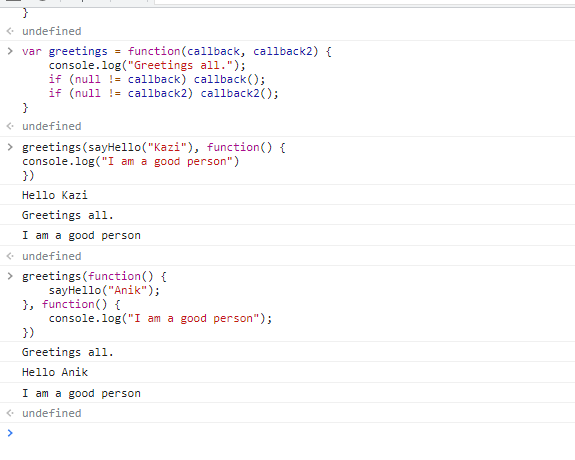 }
undefined
var greetings = function(callback, callback2) {
console.log("Greetings all.");
if (null != callback) callback();
if (null != callback2) callback2();
}
undefined
greetings(sayHello("Kazi"), function() {
console.log("I am a good person")
})
Hello Kazi
Greetings all.
I am a good person
undefined
greetings(function() {
sayHello("Anik");
}, function() {
console.log("I am a good person");
})
Greetings all.
Hello Anik
I am a good person
undefined